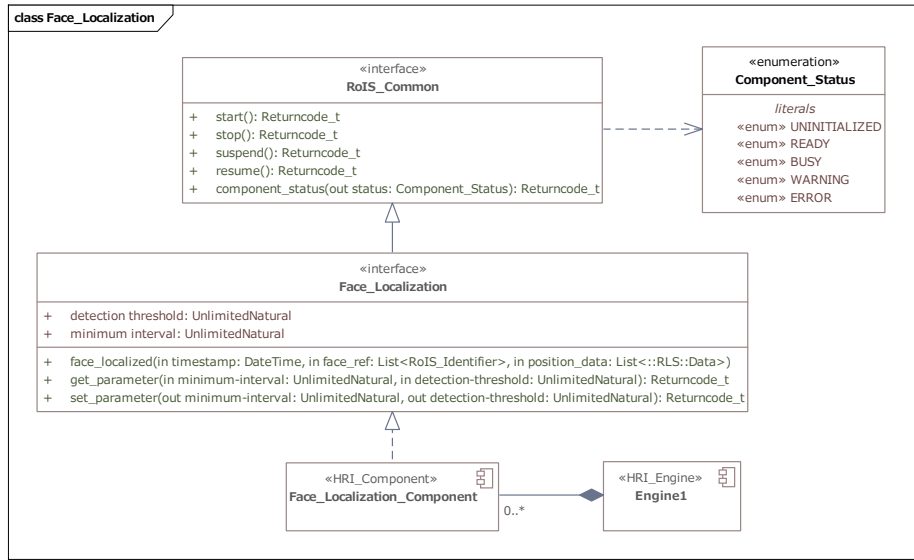 class Face_Localization
«interface»
RoIS_Common
+ start(): Returncode_t
+ stop(): Returncode_t
+ suspend(): Returncode_t
+ resume(): Returncode_t
+ component_status(out status: Component_Status): Returncode_t
«enumeration»
Component_Status
literals
«enum» UNINITIALIZED
«enum» READY
«enum» BUSY
«enum» WARNING
«enum» ERROR
«interface»
Face_Localization
+ detection threshold: UnlimitedNatural
+ minimum interval: UnlimitedNatural
+ face_localized(in timestamp: DateTime, in face_ref: List<RoIS_Identifier>, in position_data: List<::RLS::Data>)
+ get_parameter(in minimum-interval: UnlimitedNatural, in detection-threshold: UnlimitedNatural): Returncode_t
+ set_parameter(out minimum-interval: UnlimitedNatural, out detection-threshold: UnlimitedNatural): Returncode_t
«HRI_Component»
Face_Localization_Component
0..*
«HRI_Engine»
Engine1